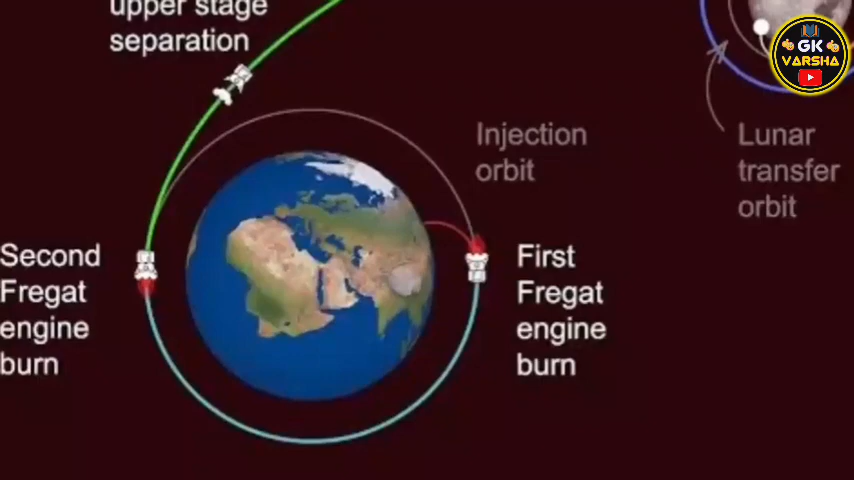 upper stage
separation
GK
VARSHA
Injection
orbit
Lunar
transfer
orbit
Second
Fregat
engine
burn
First
Fregat
engine
burn